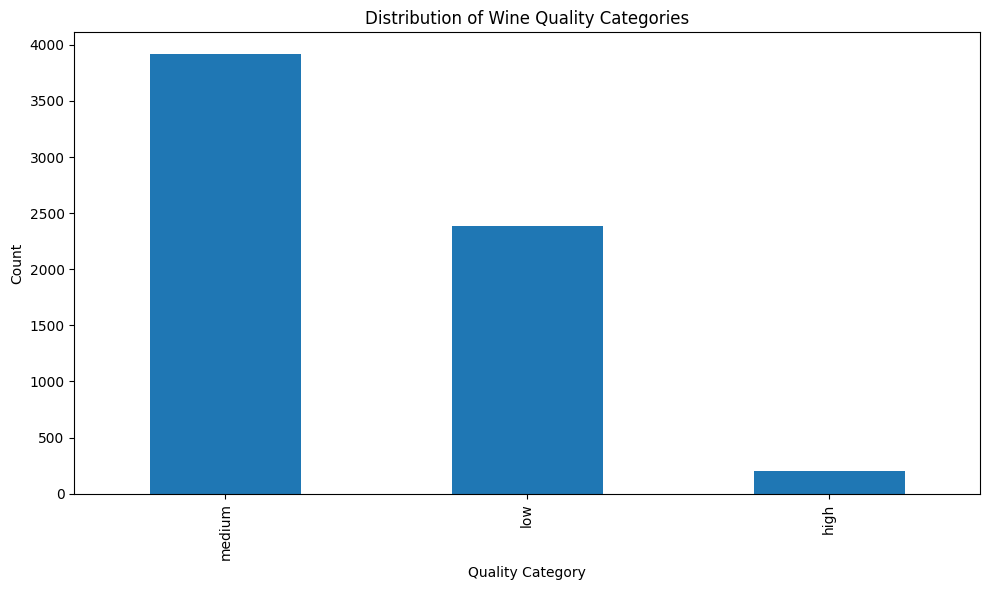 Distribution of Wine Quality Categories
4000
3500
3000
2500
2000
1500
1000
500
0
Count
medium
low
high
Quality Category